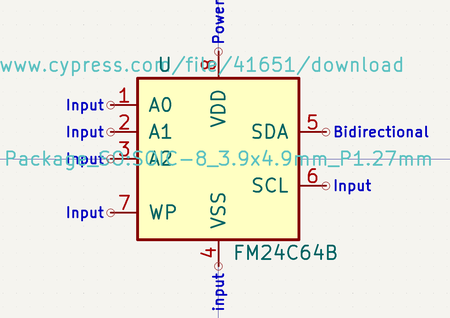 Power
8
www.cypress.com/file/41651/download
U
VDD
Input 1 A0
Input 2 A1 SDA 5 Bidirectional
Input 3 A2
Package_SO:SOIC-8_3.9x4.9mm_P1.27mm
SCL 6 Input
Input 7 WP
VSS
4 FM24C64B
input